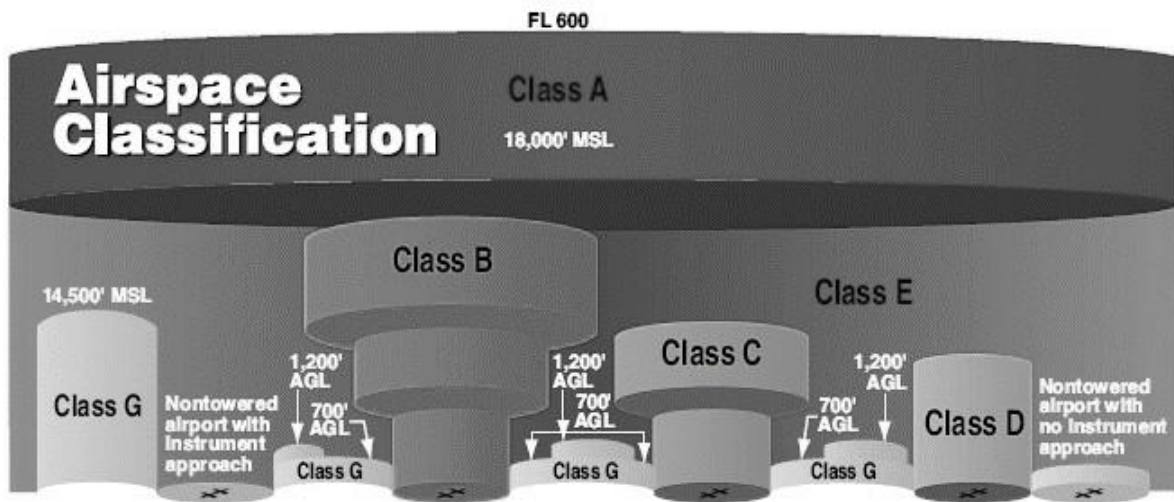 FL 600
Airspace
Classification
Class A
18,000' MSL
Class B
Class E
14,500' MSL
Class C
1,200'
AGL
1,200'
AGL
1,200'
AGL
Class G
Nontowered
airport with
Instrument
approach
700'
AGL
700'
AGL
700'
AGL
Class D
Nontowered
airport with
no Instrument
approach
Class G
Class G
Class G